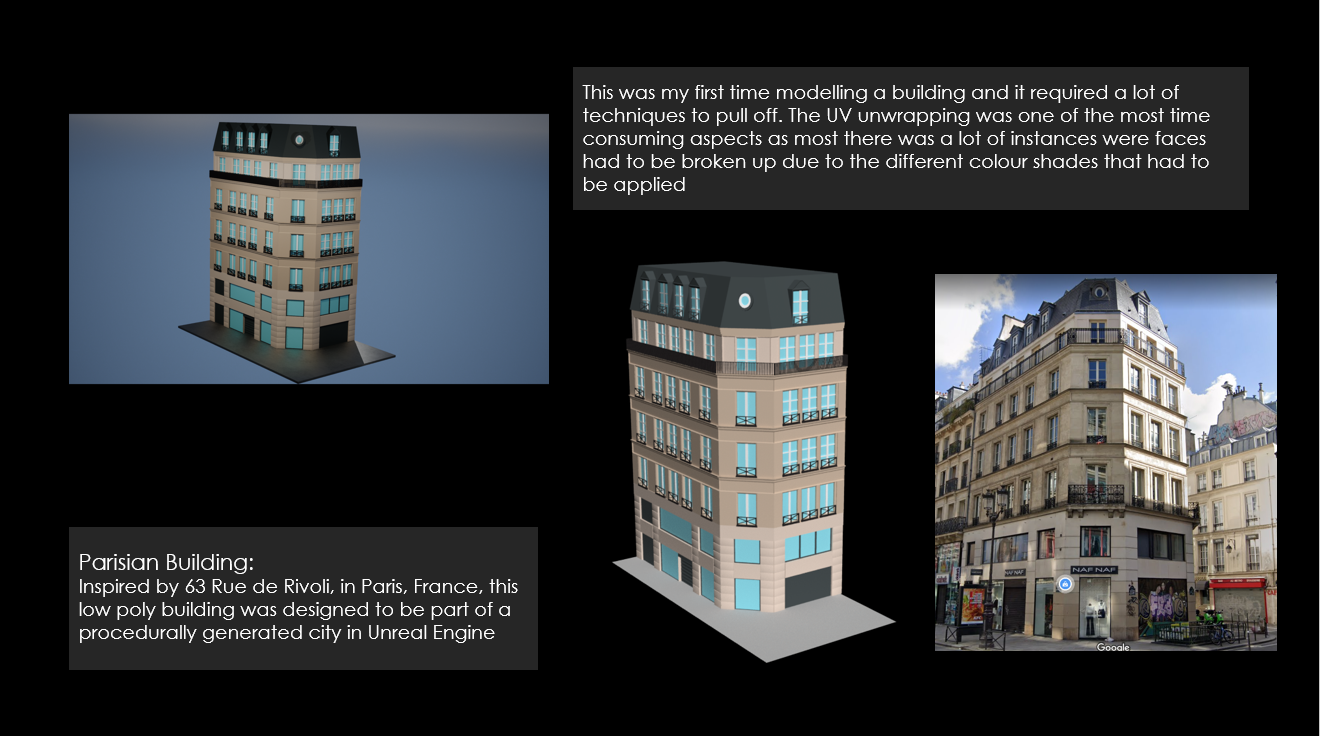 This was my first time modelling a building and it required a lot of
techniques to pull off. The UV unwrapping was one of the most time
consuming aspects as most there was a lot of instances were faces
had to be broken up due to the different colour shades that had to
be applied
Parisian Building:
Inspired by 63 Rue de Rivoli, in Paris, France, this
low poly building was designed to be part of a
procedurally generated city in Unreal Engine
NAF NAF
NAF NAF
Google